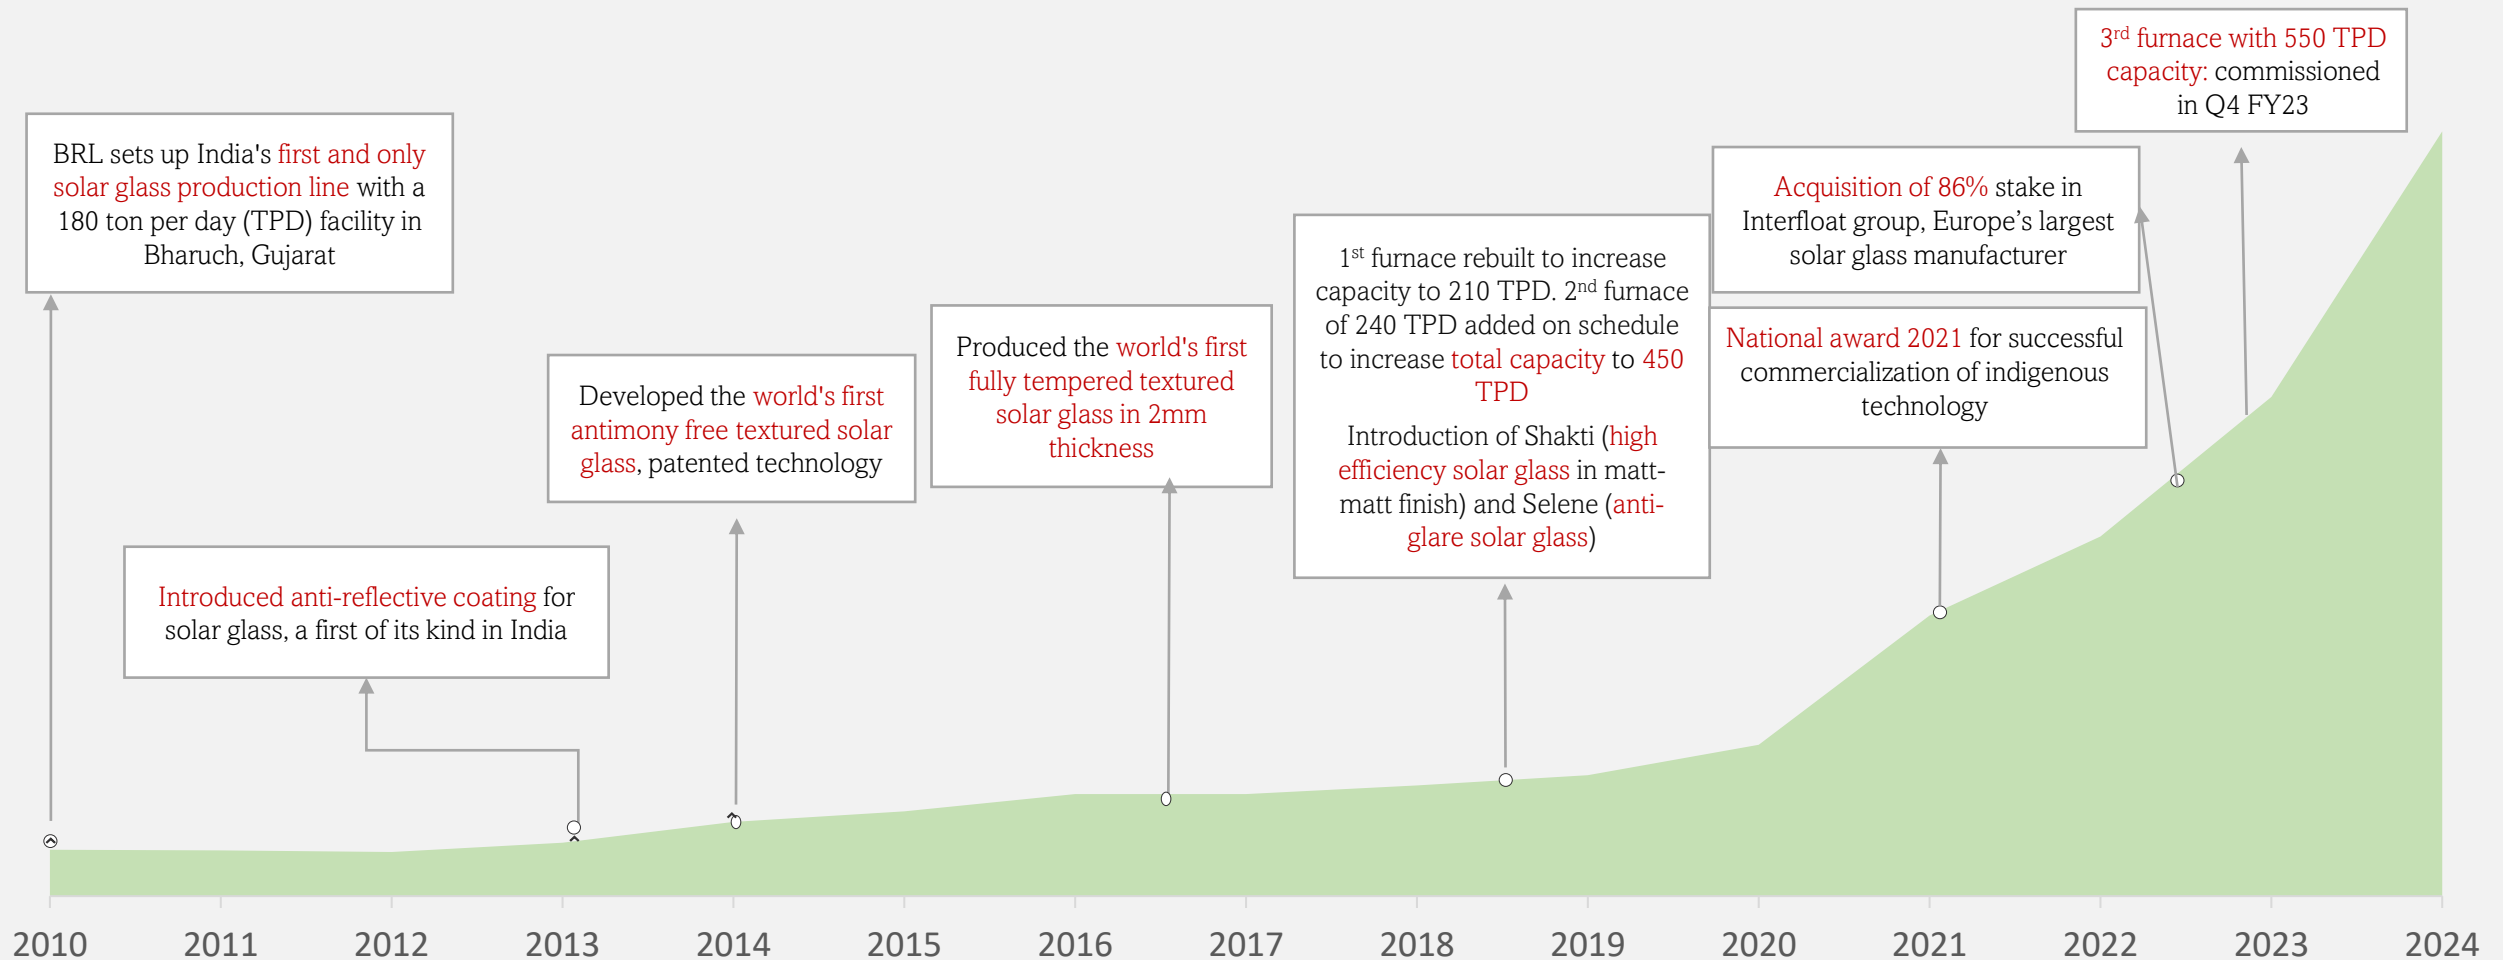 BRL sets up India's first and only
solar glass production line with a
180 ton per day (TPD) facility in
Bharuch, Gujarat
Introduced anti-reflective coating for
solar glass, a first of its kind in India
Developed the world's first
antimony free textured solar
glass, patented technology
Produced the world's first
fully tempered textured
solar glass in 2mm
thickness
1st furnace rebuilt to increase
capacity to 210 TPD. 2nd furnace
of 240 TPD added on schedule
to increase total capacity to 450
TPD
Introduction of Shakti (high
efficiency solar glass in matt-
matt finish) and Selene (anti-
glare solar glass)
National award 2021 for successful
commercialization of indigenous
technology
Acquisition of 86% stake in
Interfloat group, Europe’s largest
solar glass manufacturer
3rd furnace with 550 TPD
capacity: commissioned
in Q4 FY23
2010 2011 2012 2013 2014 2015 2016 2017 2018 2019 2020 2021 2022 2023 2024